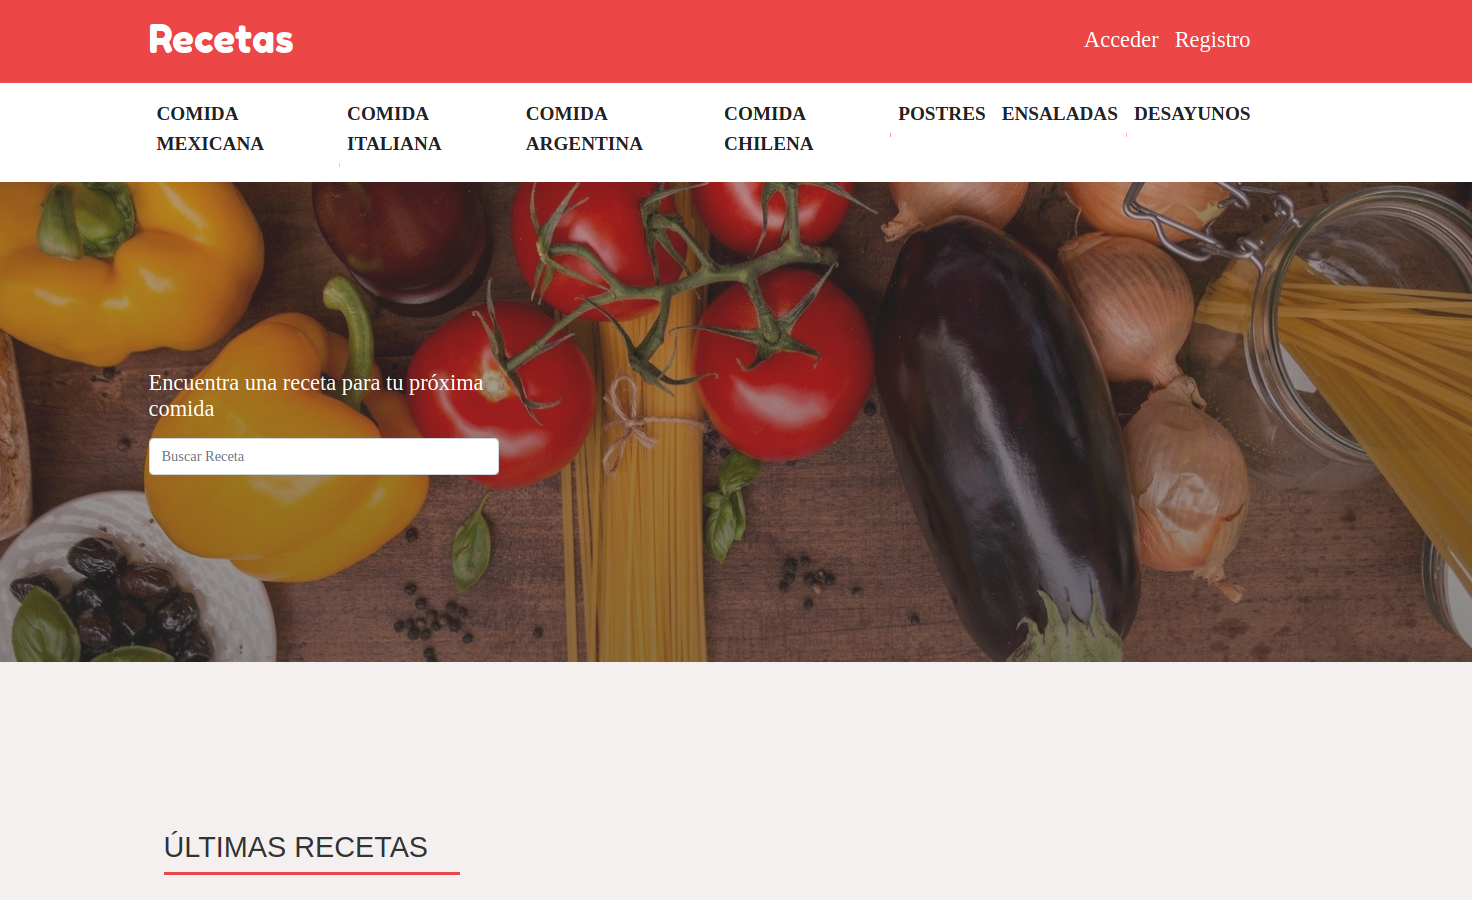 Recetas
Acceder Registro
COMIDA MEXICANA
COMIDA ITALIANA
COMIDA ARGENTINA
COMIDA CHILENA
POSTRES
ENSALADAS
DESAYUNOS
Encuentra una receta para tu próxima
comida
Buscar Receta
ÚLTIMAS RECETAS